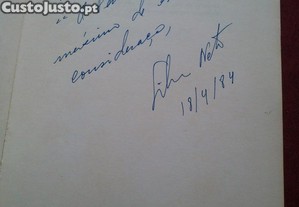 CustoJusto.pt
máximo de
consideração,
Silva Neto
18/4/84